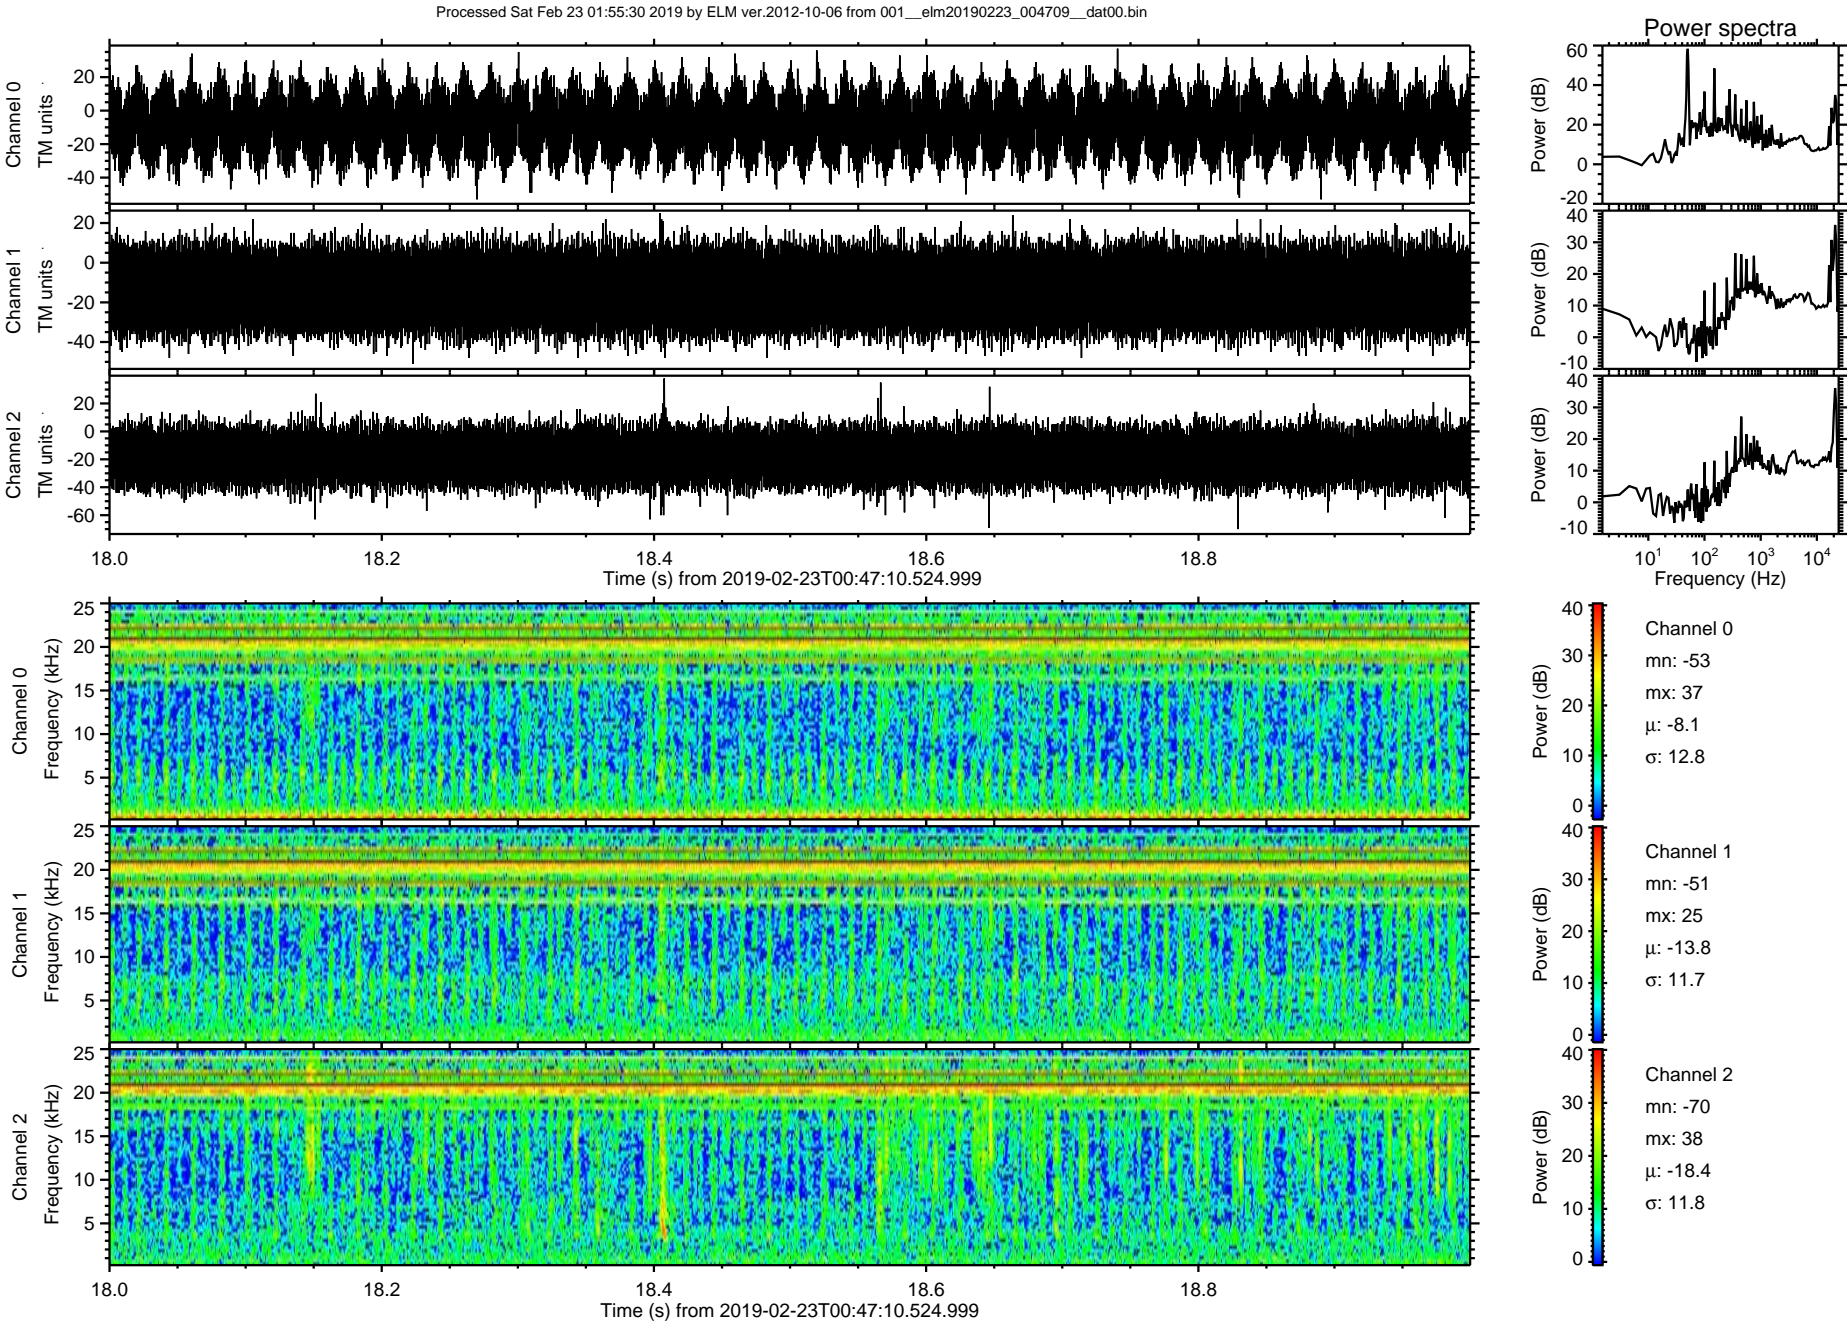 Processed Sat Feb 23 01:55:30 2019 by ELM ver.2012-10-06 from 001__elm20190223_004709__dat00.bin
Power spectra
Channel 0
TM units
20
0
-20
-40
Power (dB)
60
40
20
0
-20
Channel 1
TM units
20
0
-20
-40
Power (dB)
40
30
20
10
0
-10
Channel 2
TM units
20
0
-20
-40
-60
Power (dB)
40
30
20
10
0
-10
18.0 18.2 18.4 18.6 18.8
Time (s) from 2019-02-23T00:47:10.524.999
10¹ 10² 10³ 10⁴
Frequency (Hz)
Channel 0
Frequency (kHz)
25
20
15
10
5
Power (dB)
40
30
20
10
0
Channel 0
mn: -53
mx: 37
μ: -8.1
σ: 12.8
Channel 1
Frequency (kHz)
25
20
15
10
5
Power (dB)
40
30
20
10
0
Channel 1
mn: -51
mx: 25
μ: -13.8
σ: 11.7
Channel 2
Frequency (kHz)
25
20
15
10
5
Power (dB)
40
30
20
10
0
Channel 2
mn: -70
mx: 38
μ: -18.4
σ: 11.8
18.0 18.2 18.4 18.6 18.8
Time (s) from 2019-02-23T00:47:10.524.999